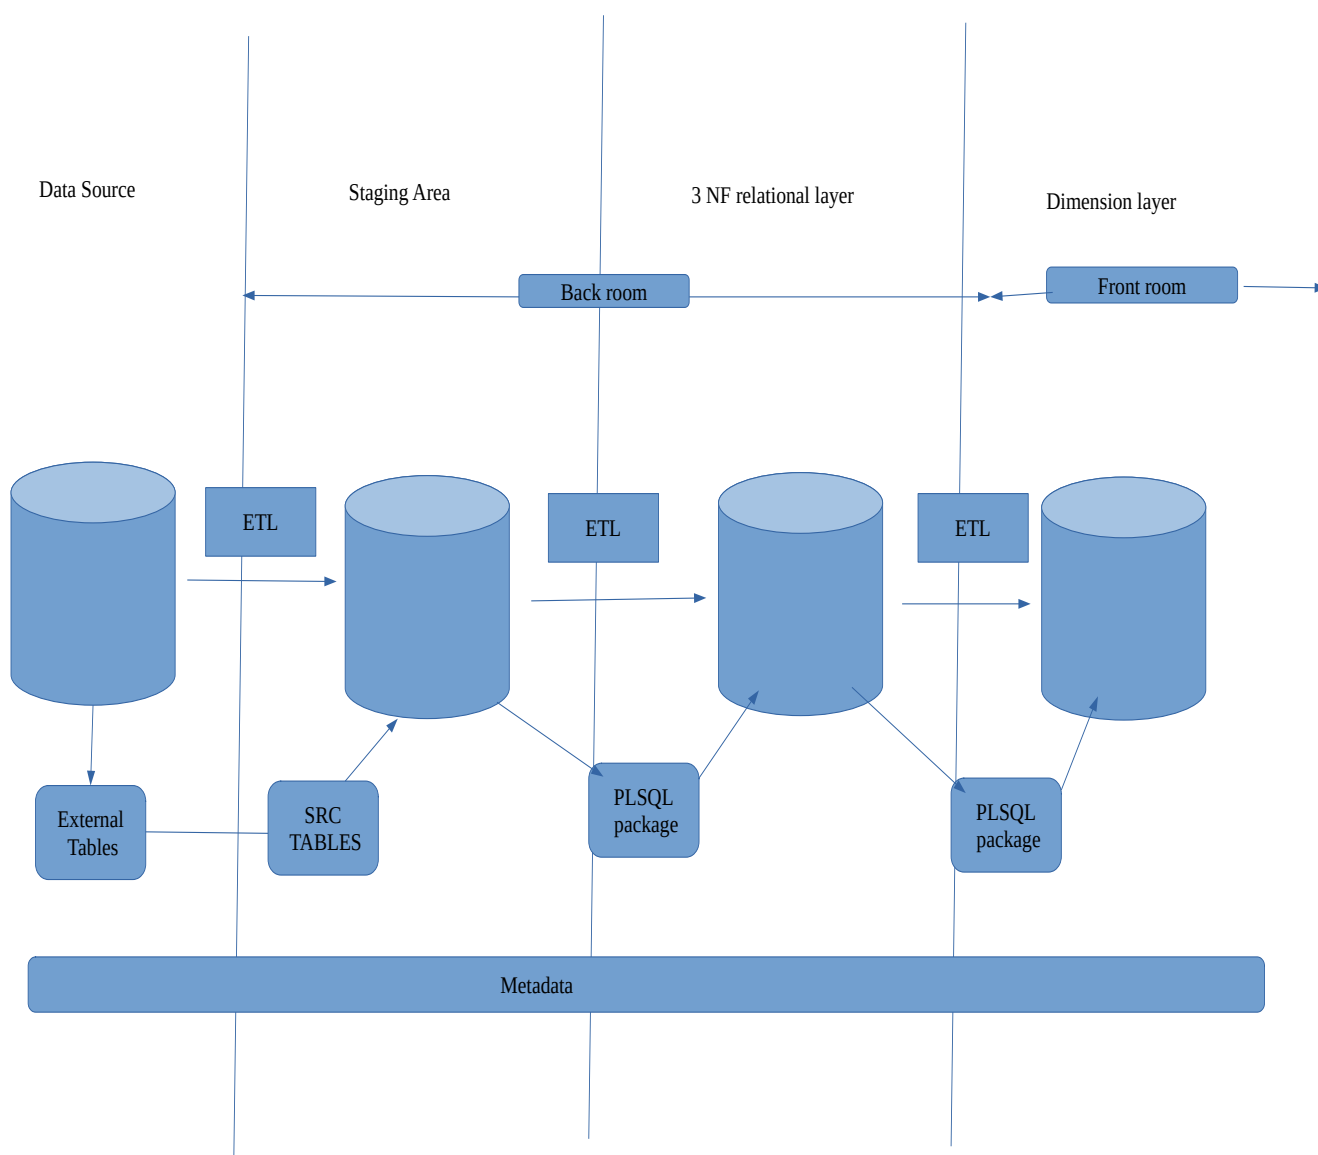 Data Source
Staging Area
3 NF relational layer
Dimension layer
Back room
Front room
ETL
ETL
ETL
ETL
External
Tables
SRC
TABLES
PLSQL
package
PLSQL
package
Metadata